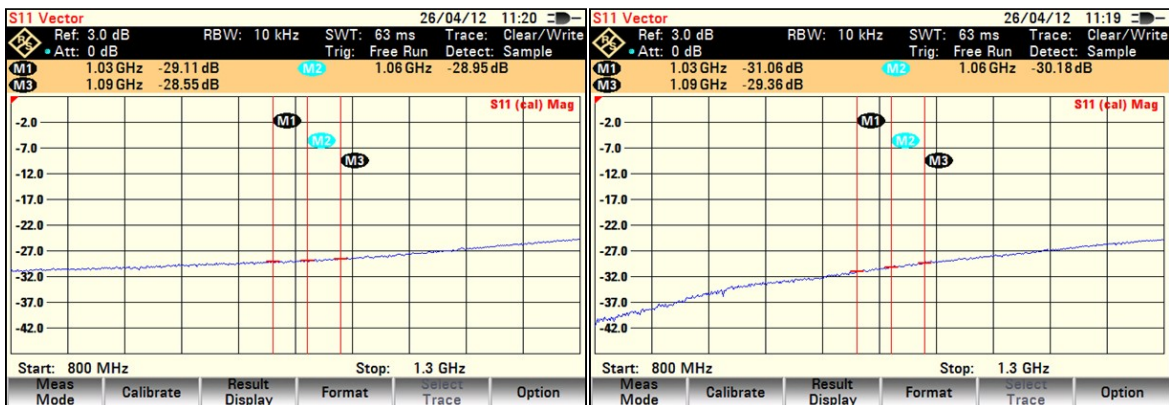 S11 Vector 26/04/12 11:20
Ref: 3.0 dB RBW: 10 kHz SWT: 63 ms Trace: Clear/Write
Att: 0 dB Trig: Free Run Detect: Sample
M1 1.03 GHz -29.11 dB M2 1.06 GHz -28.95 dB
M3 1.09 GHz -28.55 dB
S11 (cal) Mag
M1
M2
M3
-2.0
-7.0
-12.0
-17.0
-22.0
-27.0
-32.0
-37.0
-42.0
Start: 800 MHz Stop: 1.3 GHz
Meas Mode Calibrate Result Display Format Select Trace Option
S11 Vector 26/04/12 11:19
Ref: 3.0 dB RBW: 10 kHz SWT: 63 ms Trace: Clear/Write
Att: 0 dB Trig: Free Run Detect: Sample
M1 1.03 GHz -31.06 dB M2 1.06 GHz -30.18 dB
M3 1.09 GHz -29.36 dB
S11 (cal) Mag
M1
M2
M3
-2.0
-7.0
-12.0
-17.0
-22.0
-27.0
-32.0
-37.0
-42.0
Start: 800 MHz Stop: 1.3 GHz
Meas Mode Calibrate Result Display Format Select Trace Option